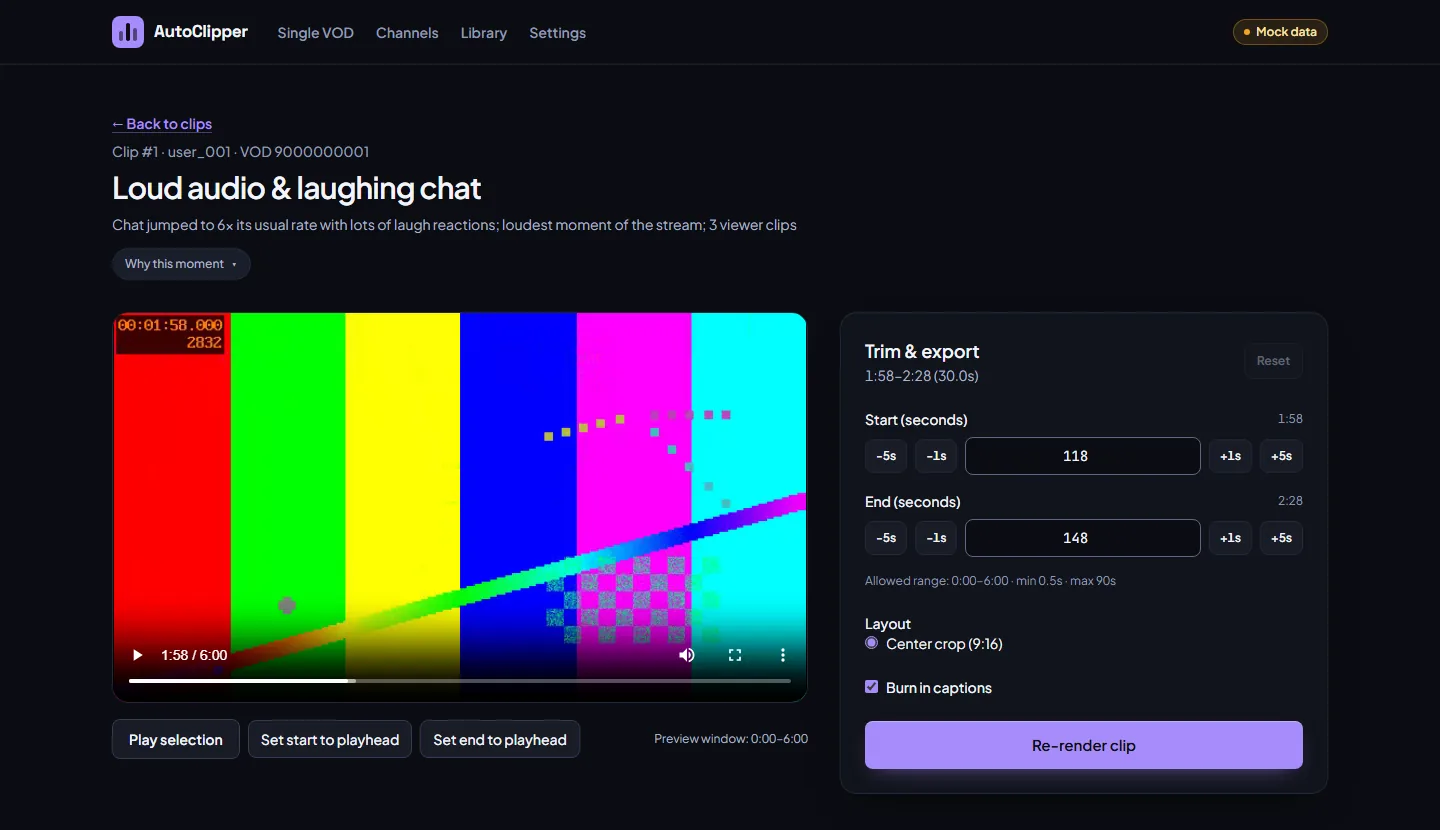 AutoClipper
Single VOD
Channels
Library
Settings
Mock data
← Back to clips
Clip #1 · user_001 · VOD 9000000001
Loud audio & laughing chat
Chat jumped to 6× its usual rate with lots of laugh reactions; loudest moment of the stream; 3 viewer clips
Why this moment
00:01:58.000
2832
1:58 / 6:00
Play selection
Set start to playhead
Set end to playhead
Preview window: 0:00–6:00
Trim & export
1:58–2:28 (30.0s)
Reset
Start (seconds)
1:58
-5s
-1s
118
+1s
+5s
End (seconds)
2:28
-5s
-1s
148
+1s
+5s
Allowed range: 0:00–6:00 · min 0.5s · max 90s
Layout
Center crop (9:16)
Burn in captions
Re-render clip